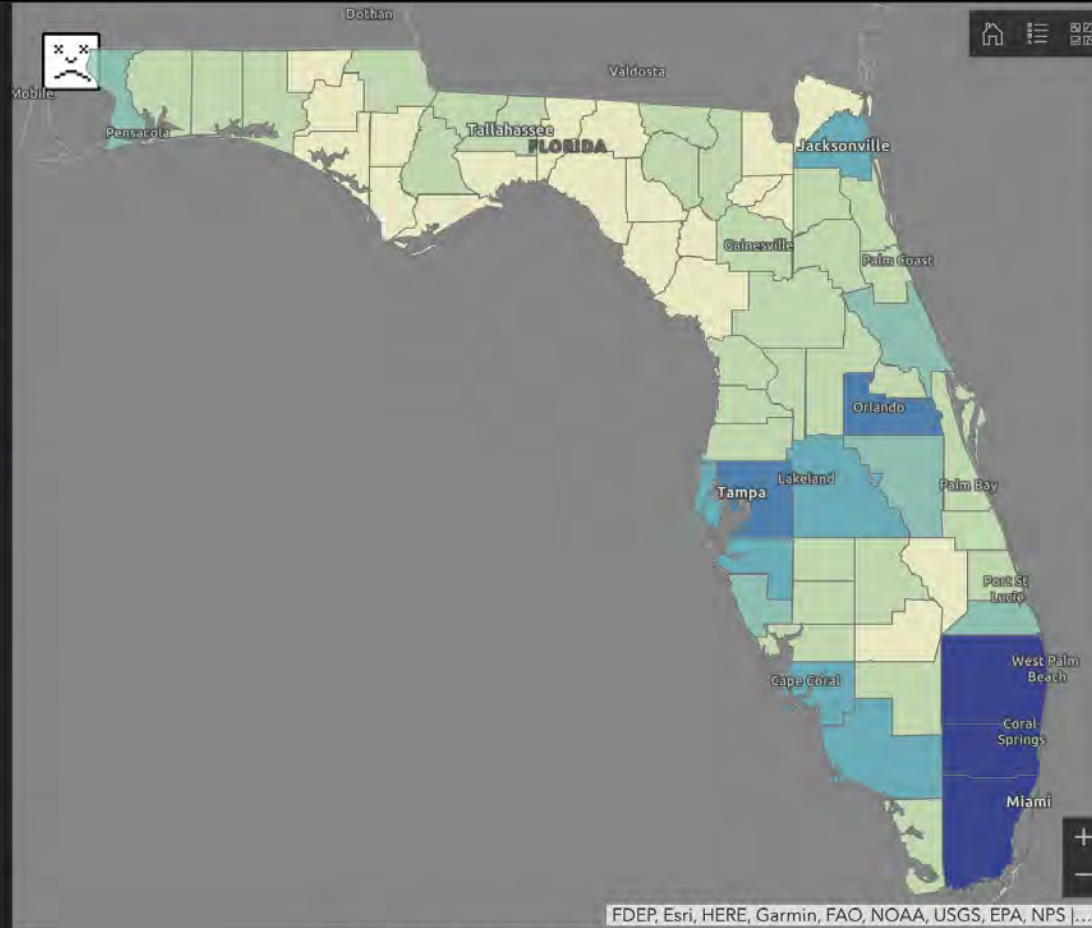 Dothan
Valdosta
Mobile
Pensacola
Tallahassee
FLORIDA
Jacksonville
Gainesville
Palm Coast
Orlando
Lakeland
Tampa
Palm Bay
Port St
Lucie
West Palm
Beach
Cape Coral
Coral
Springs
Miami
+
−
FDEP, Esri, HERE, Garmin, FAO, NOAA, USGS, EPA, NPS |...